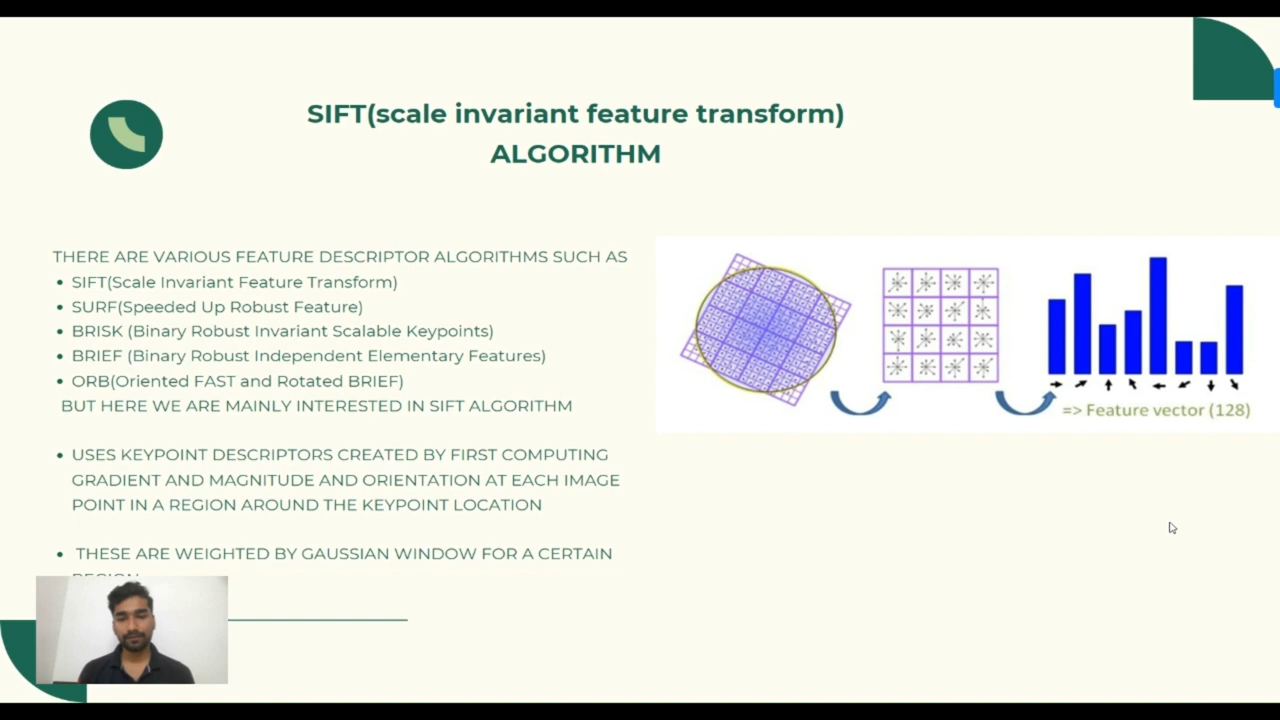 SIFT(scale invariant feature transform)
ALGORITHM
THERE ARE VARIOUS FEATURE DESCRIPTOR ALGORITHMS SUCH AS
• SIFT(Scale Invariant Feature Transform)
• SURF(Speeded Up Robust Feature)
• BRISK (Binary Robust Invariant Scalable Keypoints)
• BRIEF (Binary Robust Independent Elementary Features)
• ORB(Oriented FAST and Rotated BRIEF)
BUT HERE WE ARE MAINLY INTERESTED IN SIFT ALGORITHM
• USES KEYPOINT DESCRIPTORS CREATED BY FIRST COMPUTING
GRADIENT AND MAGNITUDE AND ORIENTATION AT EACH IMAGE
POINT IN A REGION AROUND THE KEYPOINT LOCATION
• THESE ARE WEIGHTED BY GAUSSIAN WINDOW FOR A CERTAIN
=> Feature vector (128)